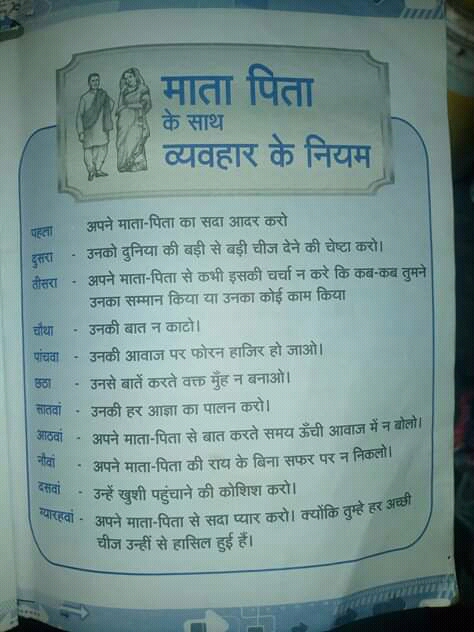 माता पिता
के साथ
व्यवहार के नियम
पहला अपने माता-पिता का सदा आदर करो
दुसरा - उनको दुनिया की बड़ी से बड़ी चीज देने की चेष्टा करो।
तीसरा - अपने माता-पिता से कभी इसकी चर्चा न करे कि कब-कब तुमने
उनका सम्मान किया या उनका कोई काम किया
चौथा - उनकी बात न काटो।
पांचवा - उनकी आवाज पर फोरन हाजिर हो जाओ।
छठा - उनसे बातें करते वक्त मुँह न बनाओ।
सातवां - उनकी हर आज्ञा का पालन करो।
आठवां - अपने माता-पिता से बात करते समय ऊँची आवाज में न बोलो।
नौवां - अपने माता-पिता की राय के बिना सफर पर न निकलो।
दसवां - उन्हें खुशी पहुंचाने की कोशिश करो।
ग्यारहवां - अपने माता-पिता से सदा प्यार करो। क्योंकि तुम्हे हर अच्छी
चीज उन्हीं से हासिल हुई हैं।